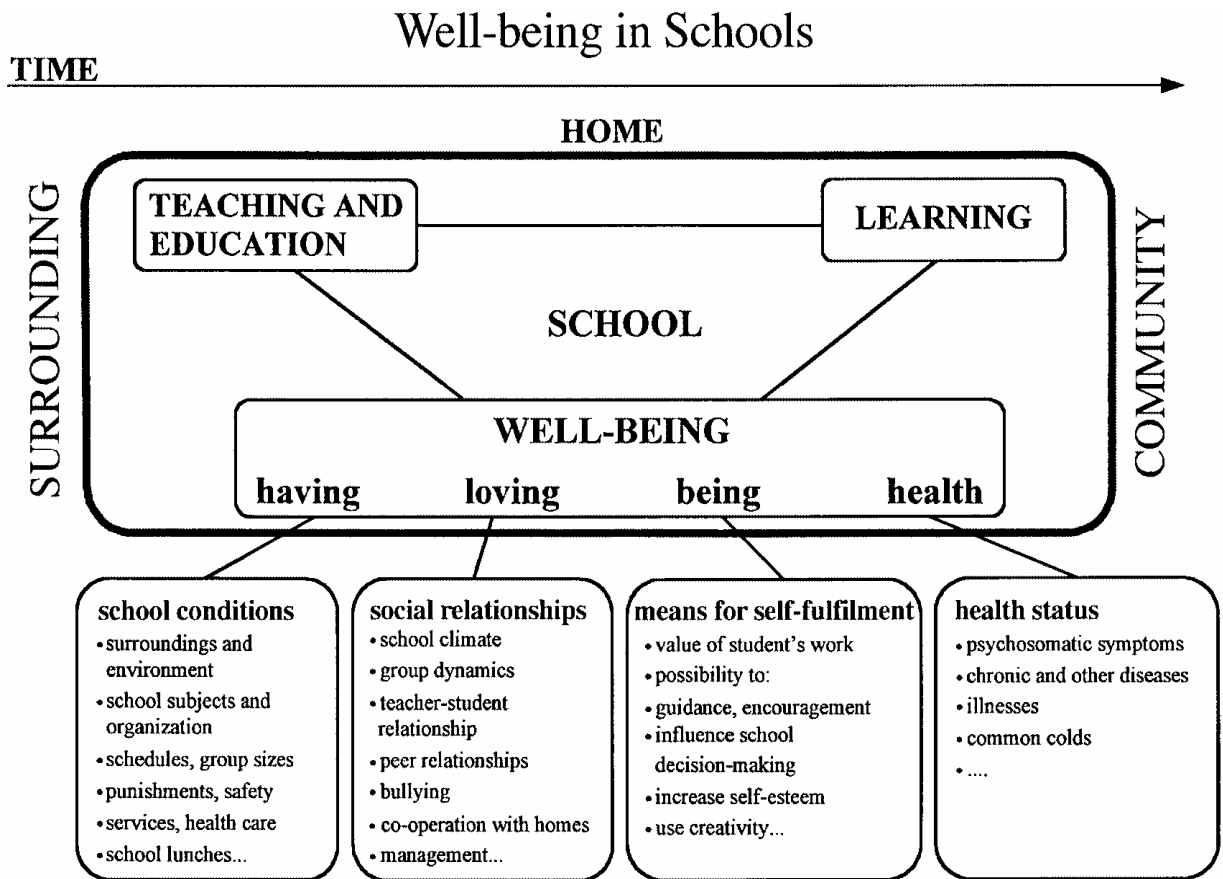 Well-being in Schools
TIME
HOME
SURROUNDING
COMMUNITY
TEACHING AND
EDUCATION
LEARNING
SCHOOL
WELL-BEING
having loving being health
school conditions
• surroundings and
environment
• school subjects and
organization
• schedules, group sizes
• punishments, safety
• services, health care
• school lunches...
social relationships
• school climate
• group dynamics
• teacher-student
relationship
• peer relationships
• bullying
• co-operation with homes
• management...
means for self-fulfilment
• value of student's work
• possibility to:
• guidance, encouragement
• influence school
decision-making
• increase self-esteem
• use creativity...
health status
• psychosomatic symptoms
• chronic and other diseases
• illnesses
• common colds
• ....